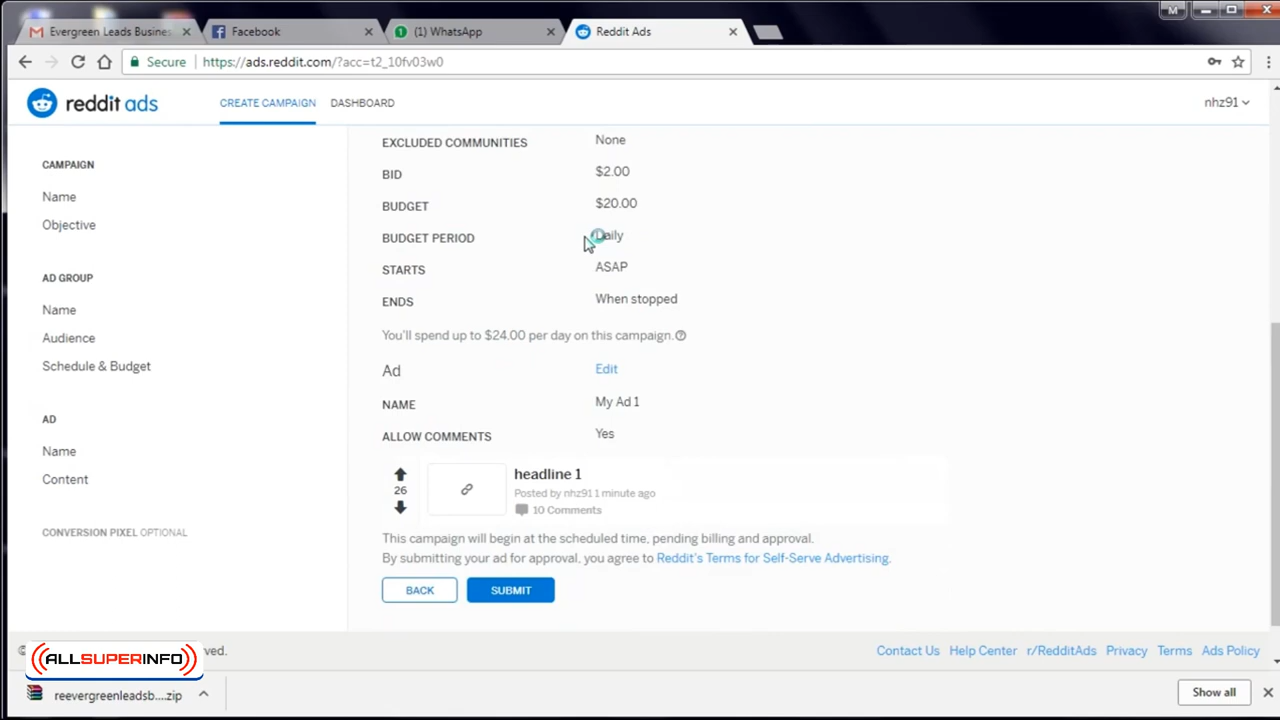 Evergreen Leads Busine
Facebook
(1) WhatsApp
Reddit Ads
M
Secure
https://ads.reddit.com/?acc=t2_10fv03w0
reddit ads
CREATE CAMPAIGN
DASHBOARD
nhz91
CAMPAIGN
Name
Objective
AD GROUP
Name
Audience
Schedule & Budget
AD
Name
Content
CONVERSION PIXEL OPTIONAL
EXCLUDED COMMUNITIES None
BID $2.00
BUDGET $20.00
BUDGET PERIOD Daily
STARTS ASAP
ENDS When stopped
You'll spend up to $24.00 per day on this campaign.
Ad Edit
NAME My Ad 1
ALLOW COMMENTS Yes
26
headline 1
Posted by nhz91 1 minute ago
10 Comments
This campaign will begin at the scheduled time, pending billing and approval.
By submitting your ad for approval, you agree to Reddit's Terms for Self-Serve Advertising.
BACK
SUBMIT
ved.
Contact Us Help Center r/RedditAds Privacy Terms Ads Policy
ALLSUPERINFO
reevergreenleadsb....zip
Show all